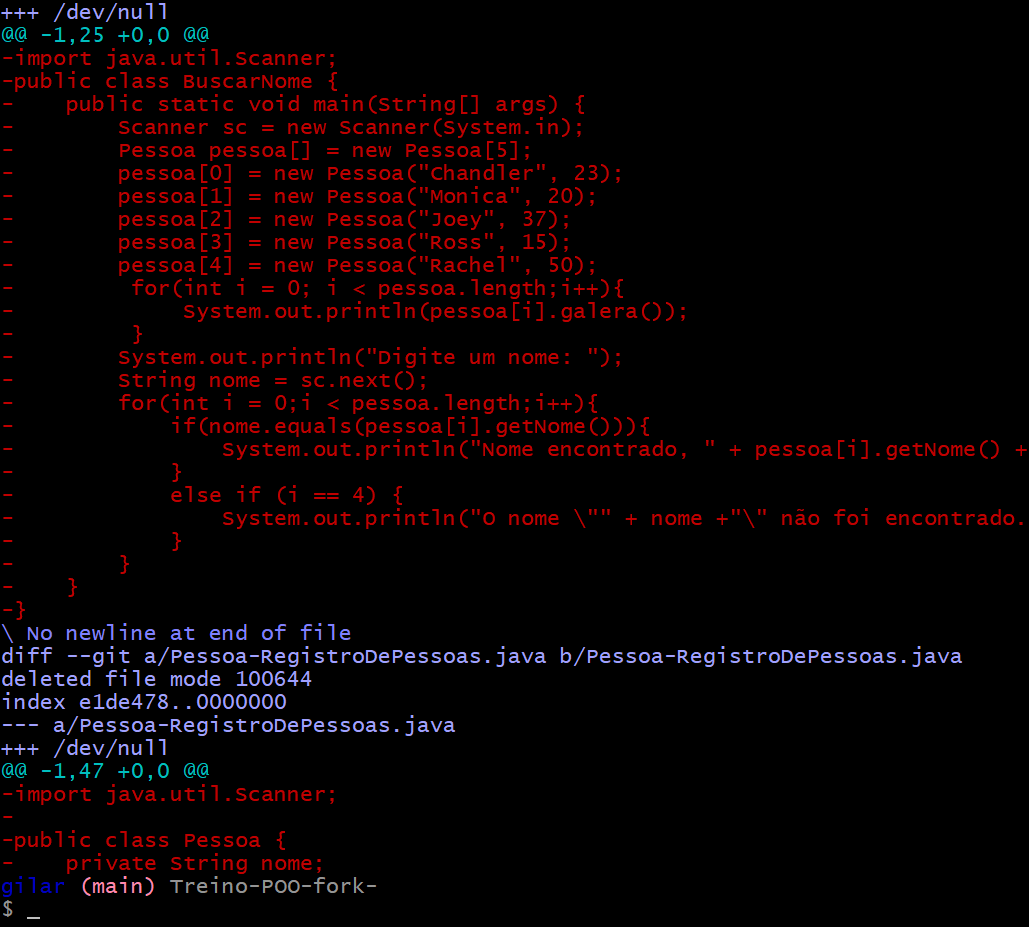 +++ /dev/null
@@ -1,25 +0,0 @@
-import java.util.Scanner;
-public class BuscarNome {
-    public static void main(String[] args) {
-        Scanner sc = new Scanner(System.in);
-        Pessoa pessoa[] = new Pessoa[5];
-        pessoa[0] = new Pessoa("Chandler", 23);
-        pessoa[1] = new Pessoa("Monica", 20);
-        pessoa[2] = new Pessoa("Joey", 37);
-        pessoa[3] = new Pessoa("Ross", 15);
-        pessoa[4] = new Pessoa("Rachel", 50);
-         for(int i = 0; i < pessoa.length;i++){
-             System.out.println(pessoa[i].galera());
-         }
-        System.out.println("Digite um nome: ");
-        String nome = sc.next();
-        for(int i = 0;i < pessoa.length;i++){
-            if(nome.equals(pessoa[i].getNome())){
-                System.out.println("Nome encontrado, " + pessoa[i].getNome() +
-            }
-            else if (i == 4) {
-                System.out.println("O nome \"" + nome +"\" não foi encontrado.
-            }
-        }
-    }
-}
\ No newline at end of file
diff --git a/Pessoa-RegistroDePessoas.java b/Pessoa-RegistroDePessoas.java
deleted file mode 100644
index e1de478..0000000
--- a/Pessoa-RegistroDePessoas.java
+++ /dev/null
@@ -1,47 +0,0 @@
-import java.util.Scanner;
-
-public class Pessoa {
-    private String nome;
gilar (main) Treino-POO-fork-
$ _